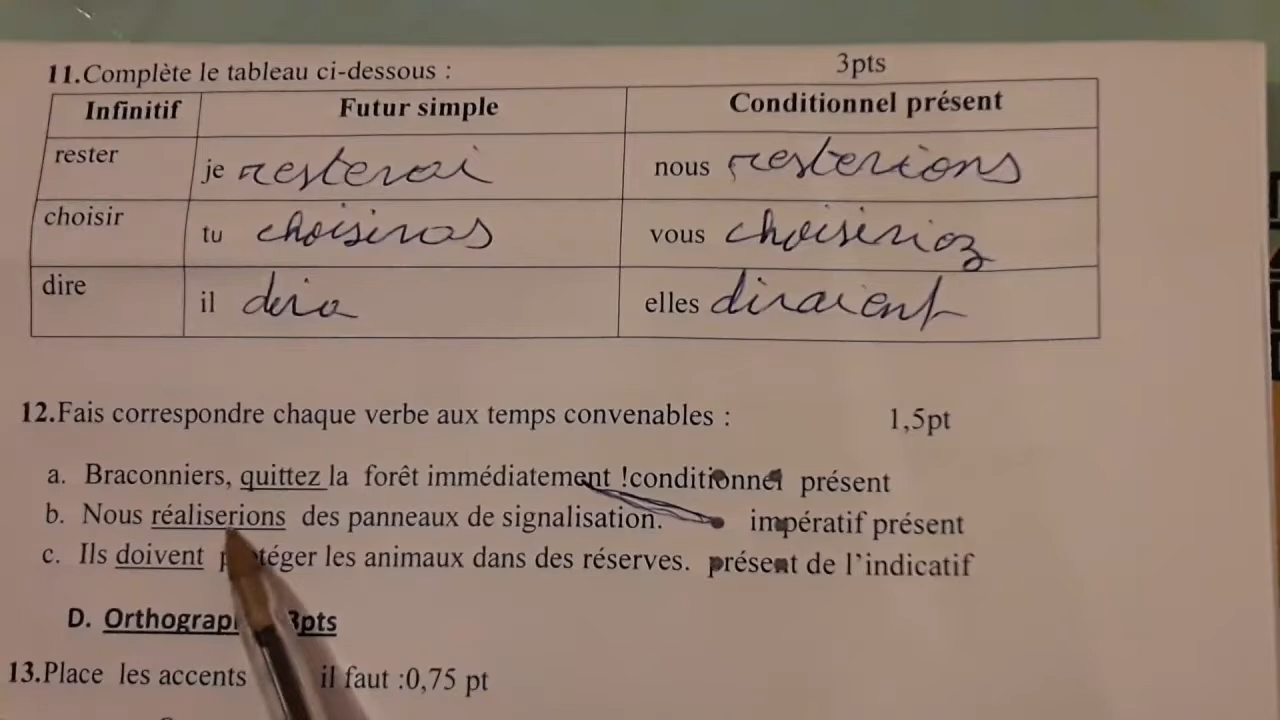 11.Complète le tableau ci-dessous : 3pts
Infinitif Futur simple Conditionnel présent
rester je resterai nous resterions
choisir tu choisiras vous choisiriez
dire il dira elles diraient
12.Fais correspondre chaque verbe aux temps convenables : 1,5pt
a. Braconniers, quittez la forêt immédiatement !conditionnel présent
b. Nous réaliserions des panneaux de signalisation. impératif présent
c. Ils doivent protéger les animaux dans des réserves. présent de l'indicatif
D. 3pts
13.Place les accents il faut :0,75 pt